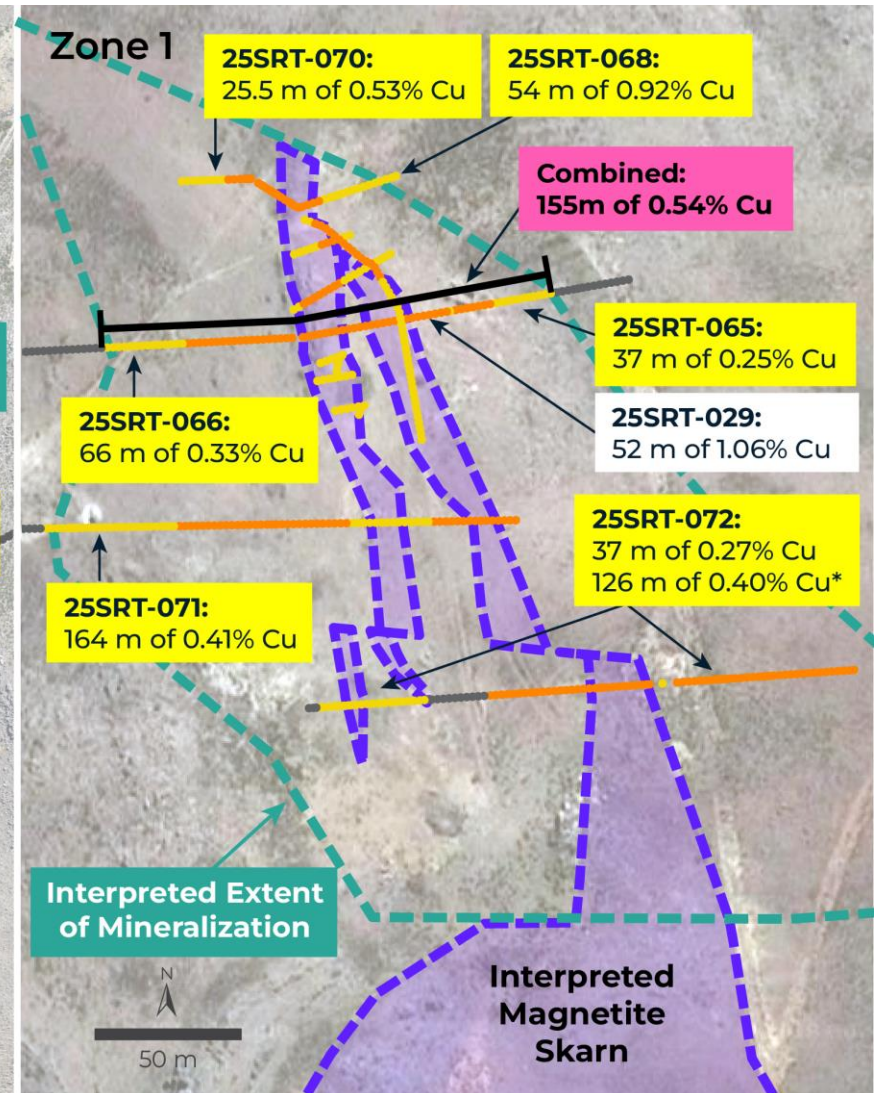 Zone 1
25SRT-070:
25.5 m of 0.53% Cu
25SRT-068:
54 m of 0.92% Cu
Combined:
155m of 0.54% Cu
25SRT-065:
37 m of 0.25% Cu
25SRT-029:
52 m of 1.06% Cu
25SRT-066:
66 m of 0.33% Cu
25SRT-072:
37 m of 0.27% Cu
126 m of 0.40% Cu*
25SRT-071:
164 m of 0.41% Cu
Interpreted Extent
of Mineralization
Interpreted
Magnetite
Skarn
N
50 m